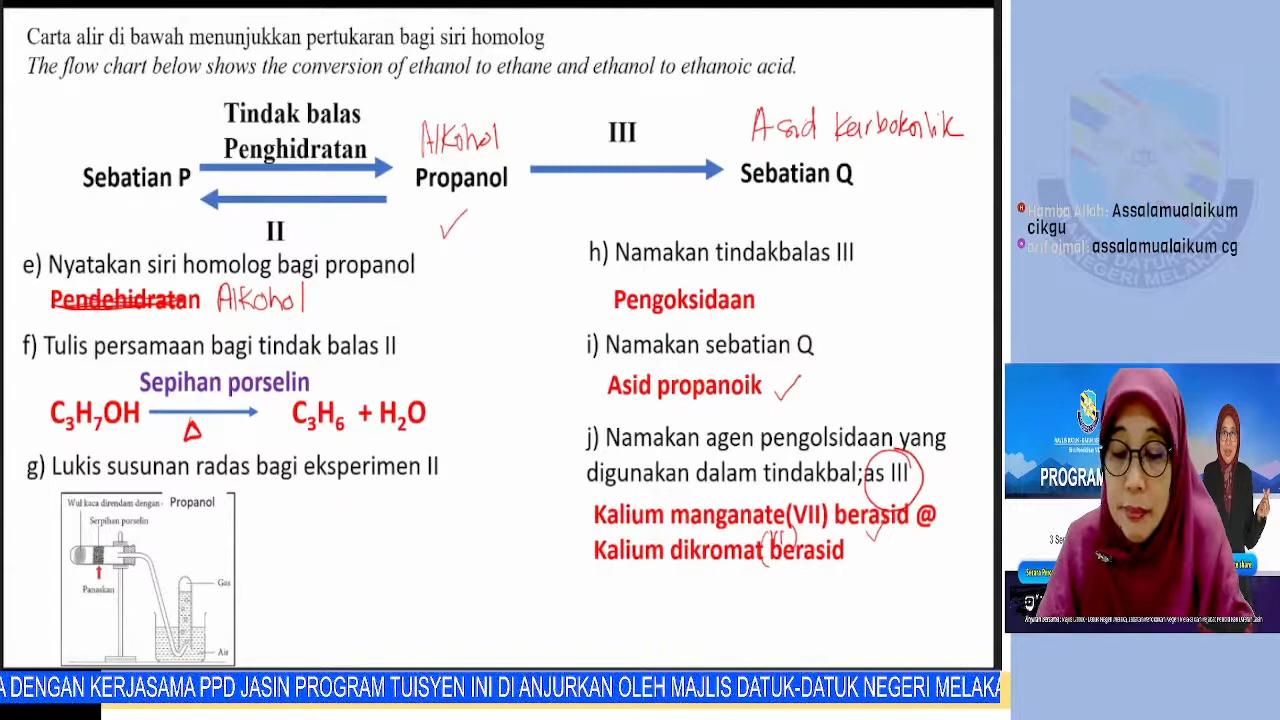 Carta alir di bawah menunjukkan pertukaran bagi siri homolog
The flow chart below shows the conversion of ethanol to ethane and ethanol to ethanoic acid.
Tindak balas
Penghidratan
Alkohol
III
Asid karboksilik
Sebatian P
Propanol
Sebatian Q
II
e) Nyatakan siri homolog bagi propanol
Pendehidratan Alkohol
f) Tulis persamaan bagi tindak balas II
Sepihan porselin
C3H7OH C3H6 + H2O
Δ
g) Lukis susunan radas bagi eksperimen II
Wul kaca direndam dengan Propanol
Serpihan porselin
Panaskan
Gas
Air
h) Namakan tindakbalas III
Pengoksidaan
i) Namakan sebatian Q
Asid propanoik
j) Namakan agen pengolsidaan yang
digunakan dalam tindakbal;as III
Kalium manganate(VII) berasid @
Kalium dikromat (VI) berasid
Hamba Allah: Assalamualaikum
cikgu
arif ajmal: assalamualaikum cg
NEGERI MELAKA
PROGRAM
A DENGAN KERJASAMA PPD JASIN PROGRAM TUISYEN INI DI ANJURKAN OLEH MAJLIS DATUK-DATUK NEGERI MELAKA